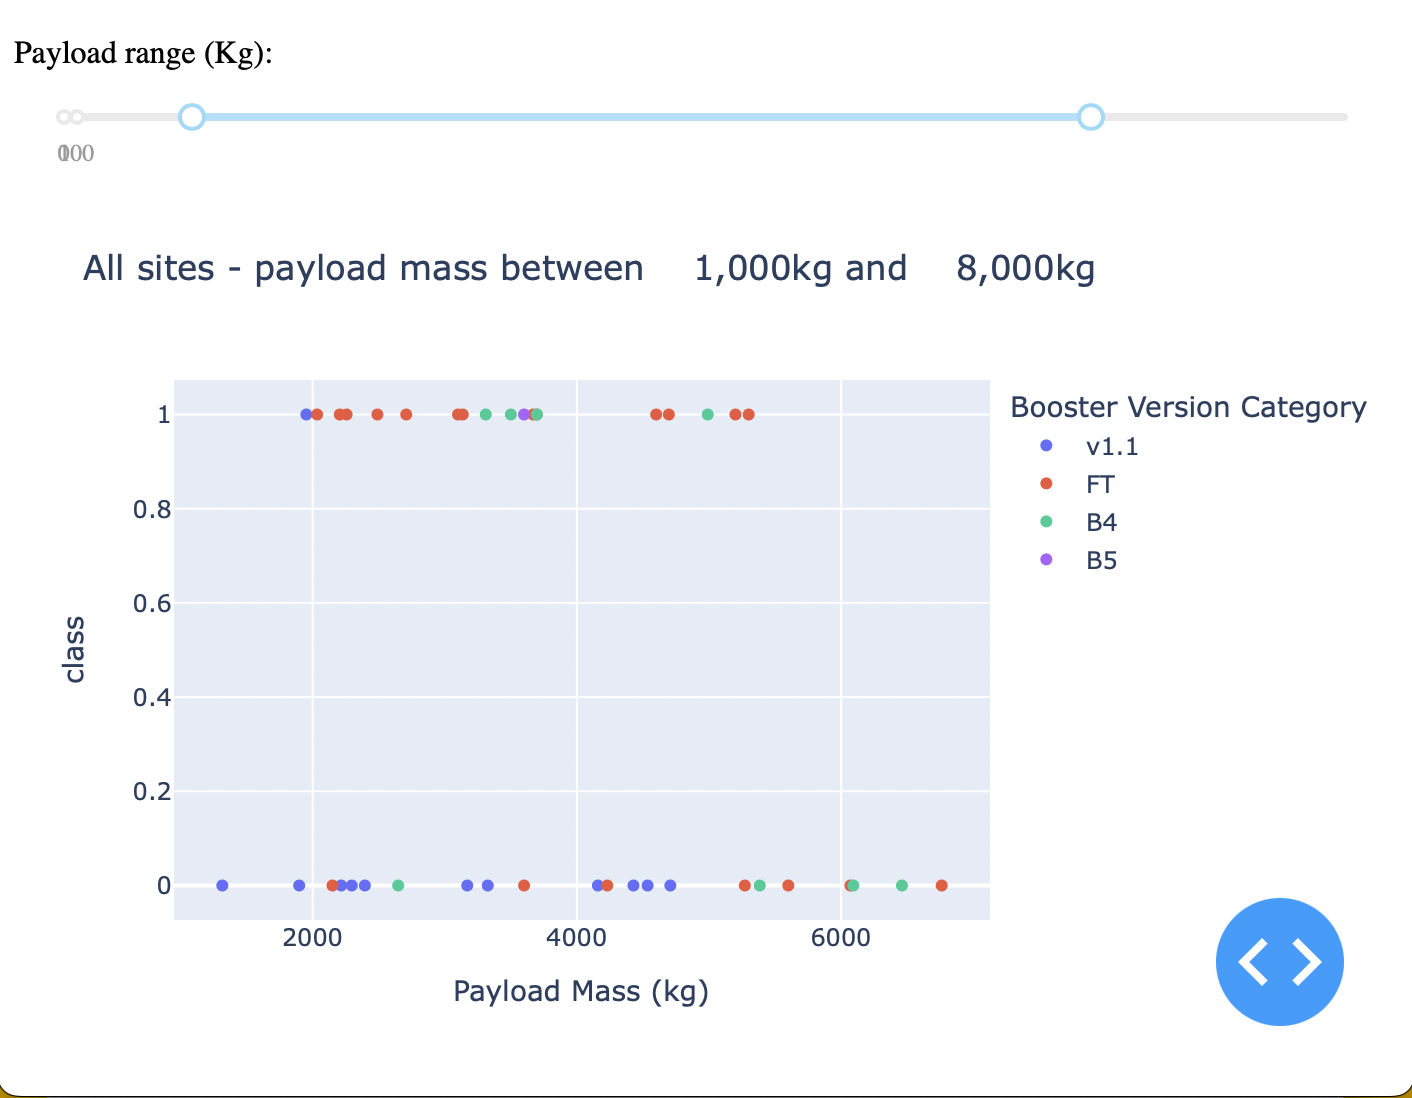 Payload range (Kg):
0
100
All sites - payload mass between 1,000kg and 8,000kg
Booster Version Category
v1.1
FT
B4
B5
1
0.8
0.6
0.4
0.2
0
class
2000 4000 6000
Payload Mass (kg)